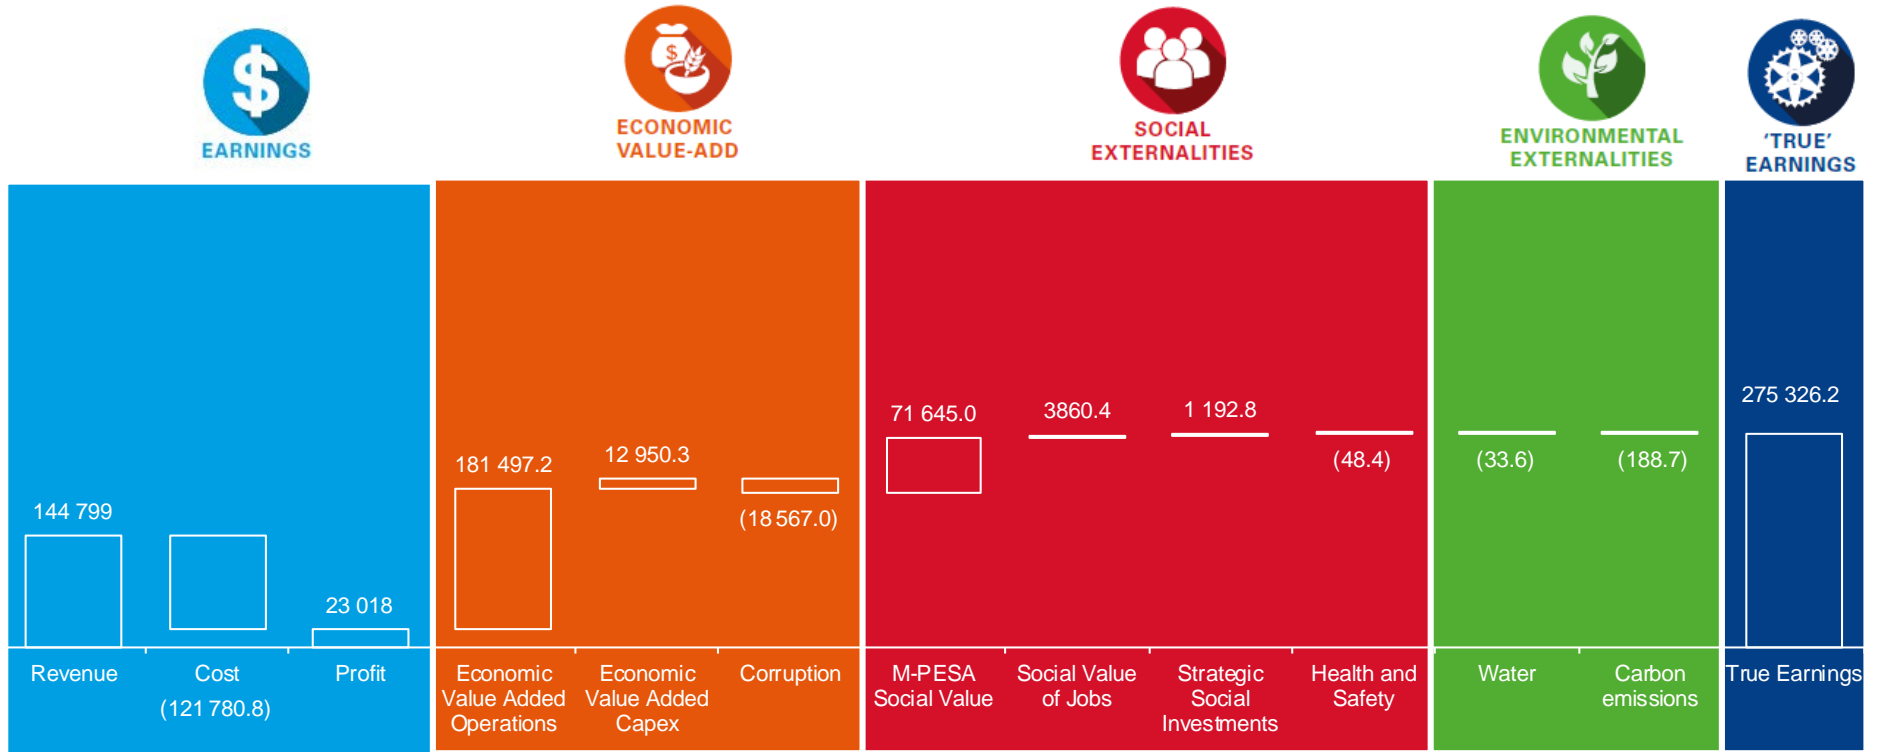 $
EARNINGS
$
ECONOMIC
VALUE-ADD
SOCIAL
EXTERNALITIES
ENVIRONMENTAL
EXTERNALITIES
‘TRUE’
EARNINGS
144 799
23 018
181 497.2
12 950.3
(18 567.0)
71 645.0
3860.4
1 192.8
(48.4)
(33.6)
(188.7)
275 326.2
Revenue
Cost
(121 780.8)
Profit
Economic
Value Added
Operations
Economic
Value Added
Capex
Corruption
M-PESA
Social Value
Social Value
of Jobs
Strategic
Social
Investments
Health and
Safety
Water
Carbon
emissions
True Earnings